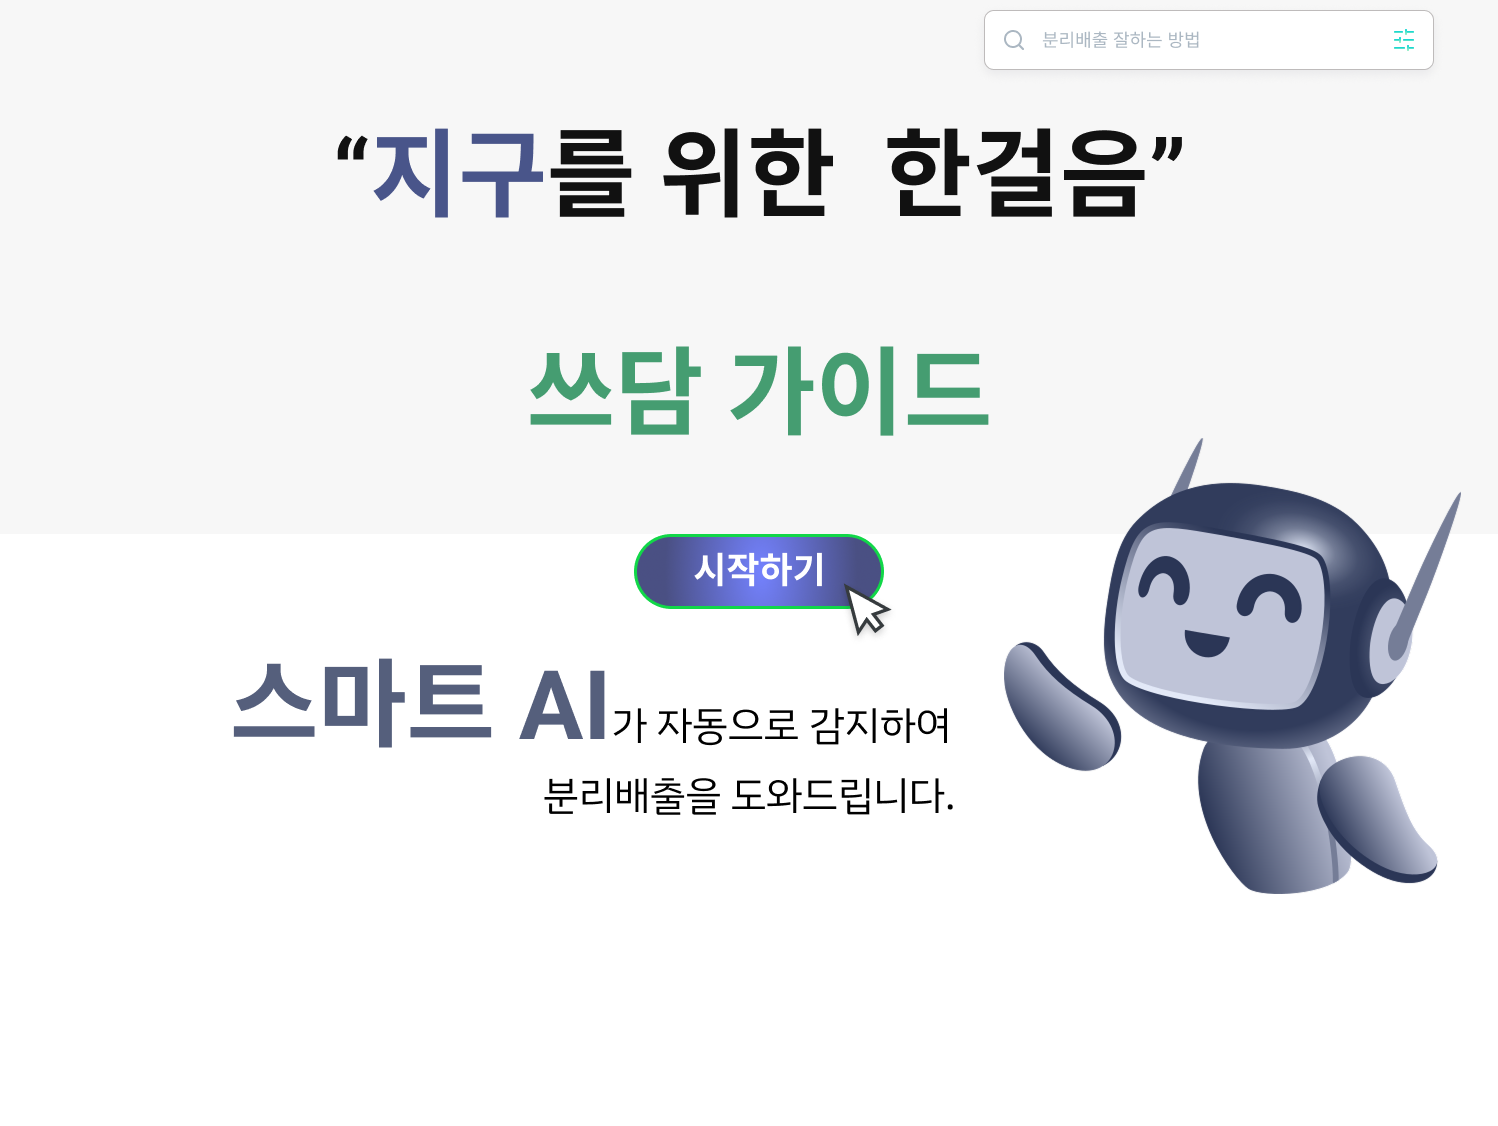 분리배출 잘하는 방법
“지구를 위한 한걸음”
쓰담 가이드
시작하기
스마트 AI가 자동으로 감지하여
분리배출을 도와드립니다.